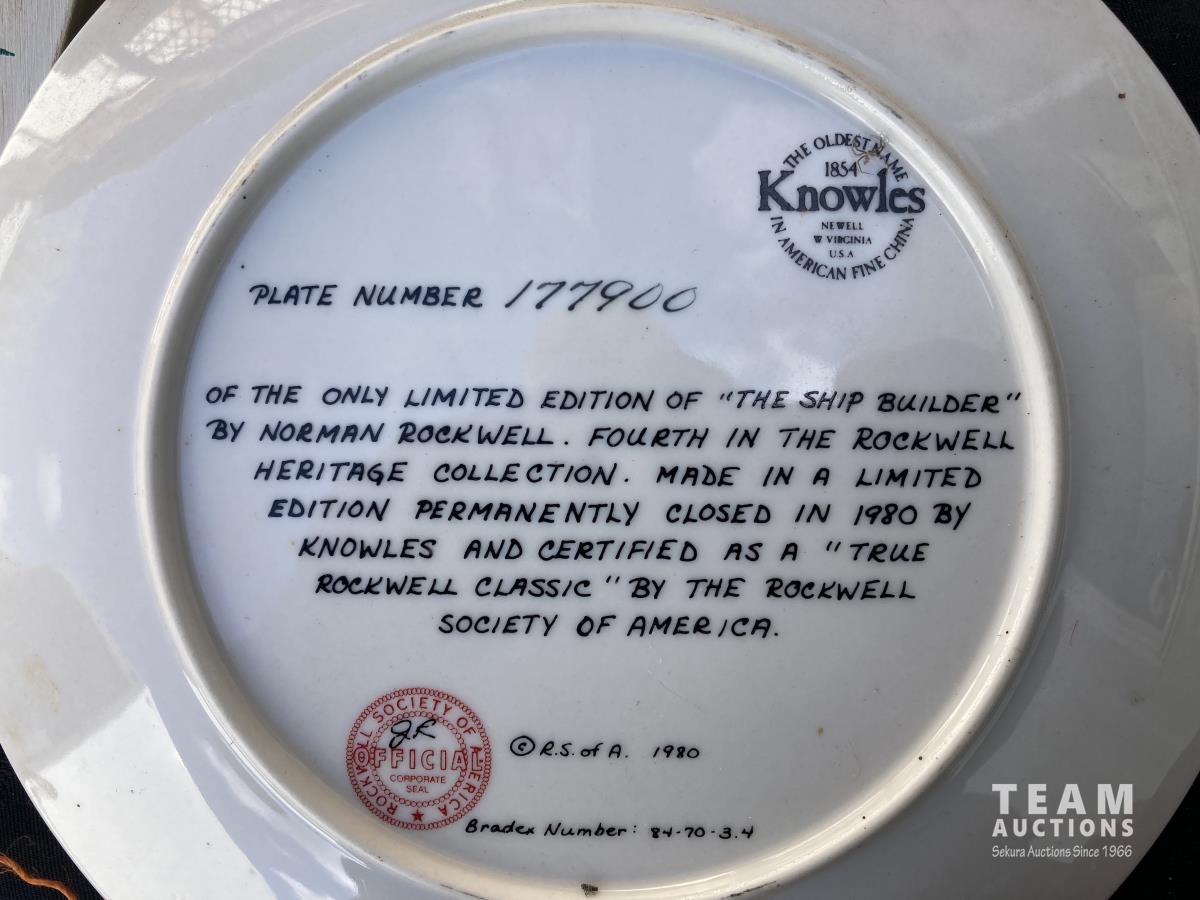 THE OLDEST NAME
1854
Knowles
NEWELL
W VIRGINIA
U.S.A
IN AMERICAN FINE CHINA
PLATE NUMBER 177900
OF THE ONLY LIMITED EDITION OF "THE SHIP BUILDER"
BY NORMAN ROCKWELL. FOURTH IN THE ROCKWELL
HERITAGE COLLECTION. MADE IN A LIMITED
EDITION PERMANENTLY CLOSED IN 1980 BY
KNOWLES AND CERTIFIED AS A "TRUE
ROCKWELL CLASSIC" BY THE ROCKWELL
SOCIETY OF AMERICA.
ROCKWELL SOCIETY OF AMERICA
OFFICIAL
CORPORATE
SEAL
© R.S. of A. 1980
Bradex Number: 84-70-3.4
TEAM
AUCTIONS
Sekura Auctions Since 1966